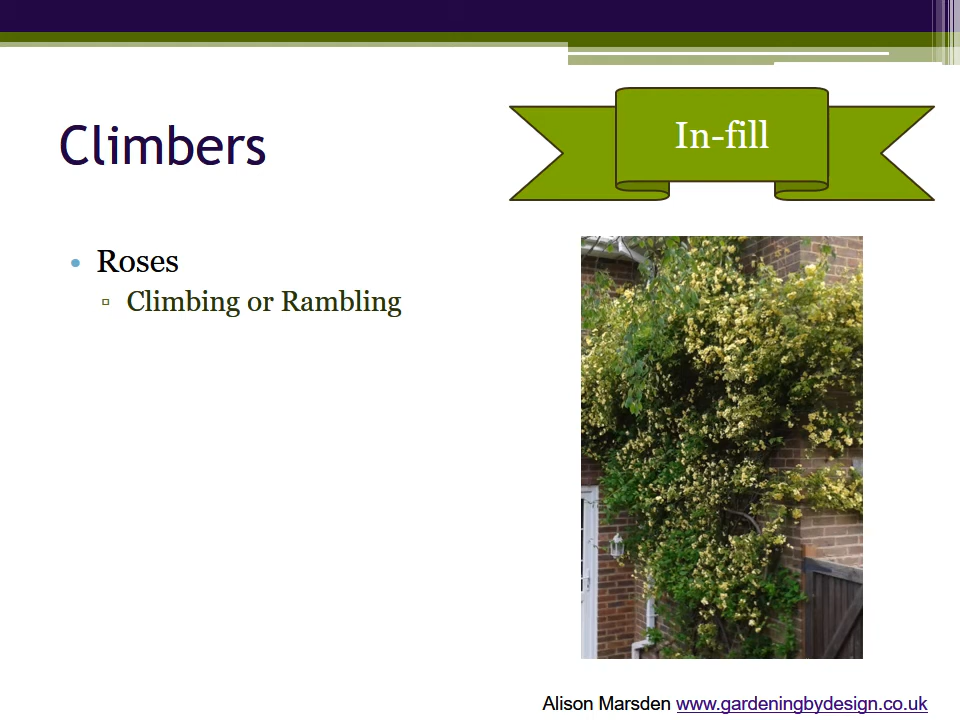 In-fill
Climbers
Roses
Climbing or Rambling
Alison Marsden www.gardeningbydesign.co.uk